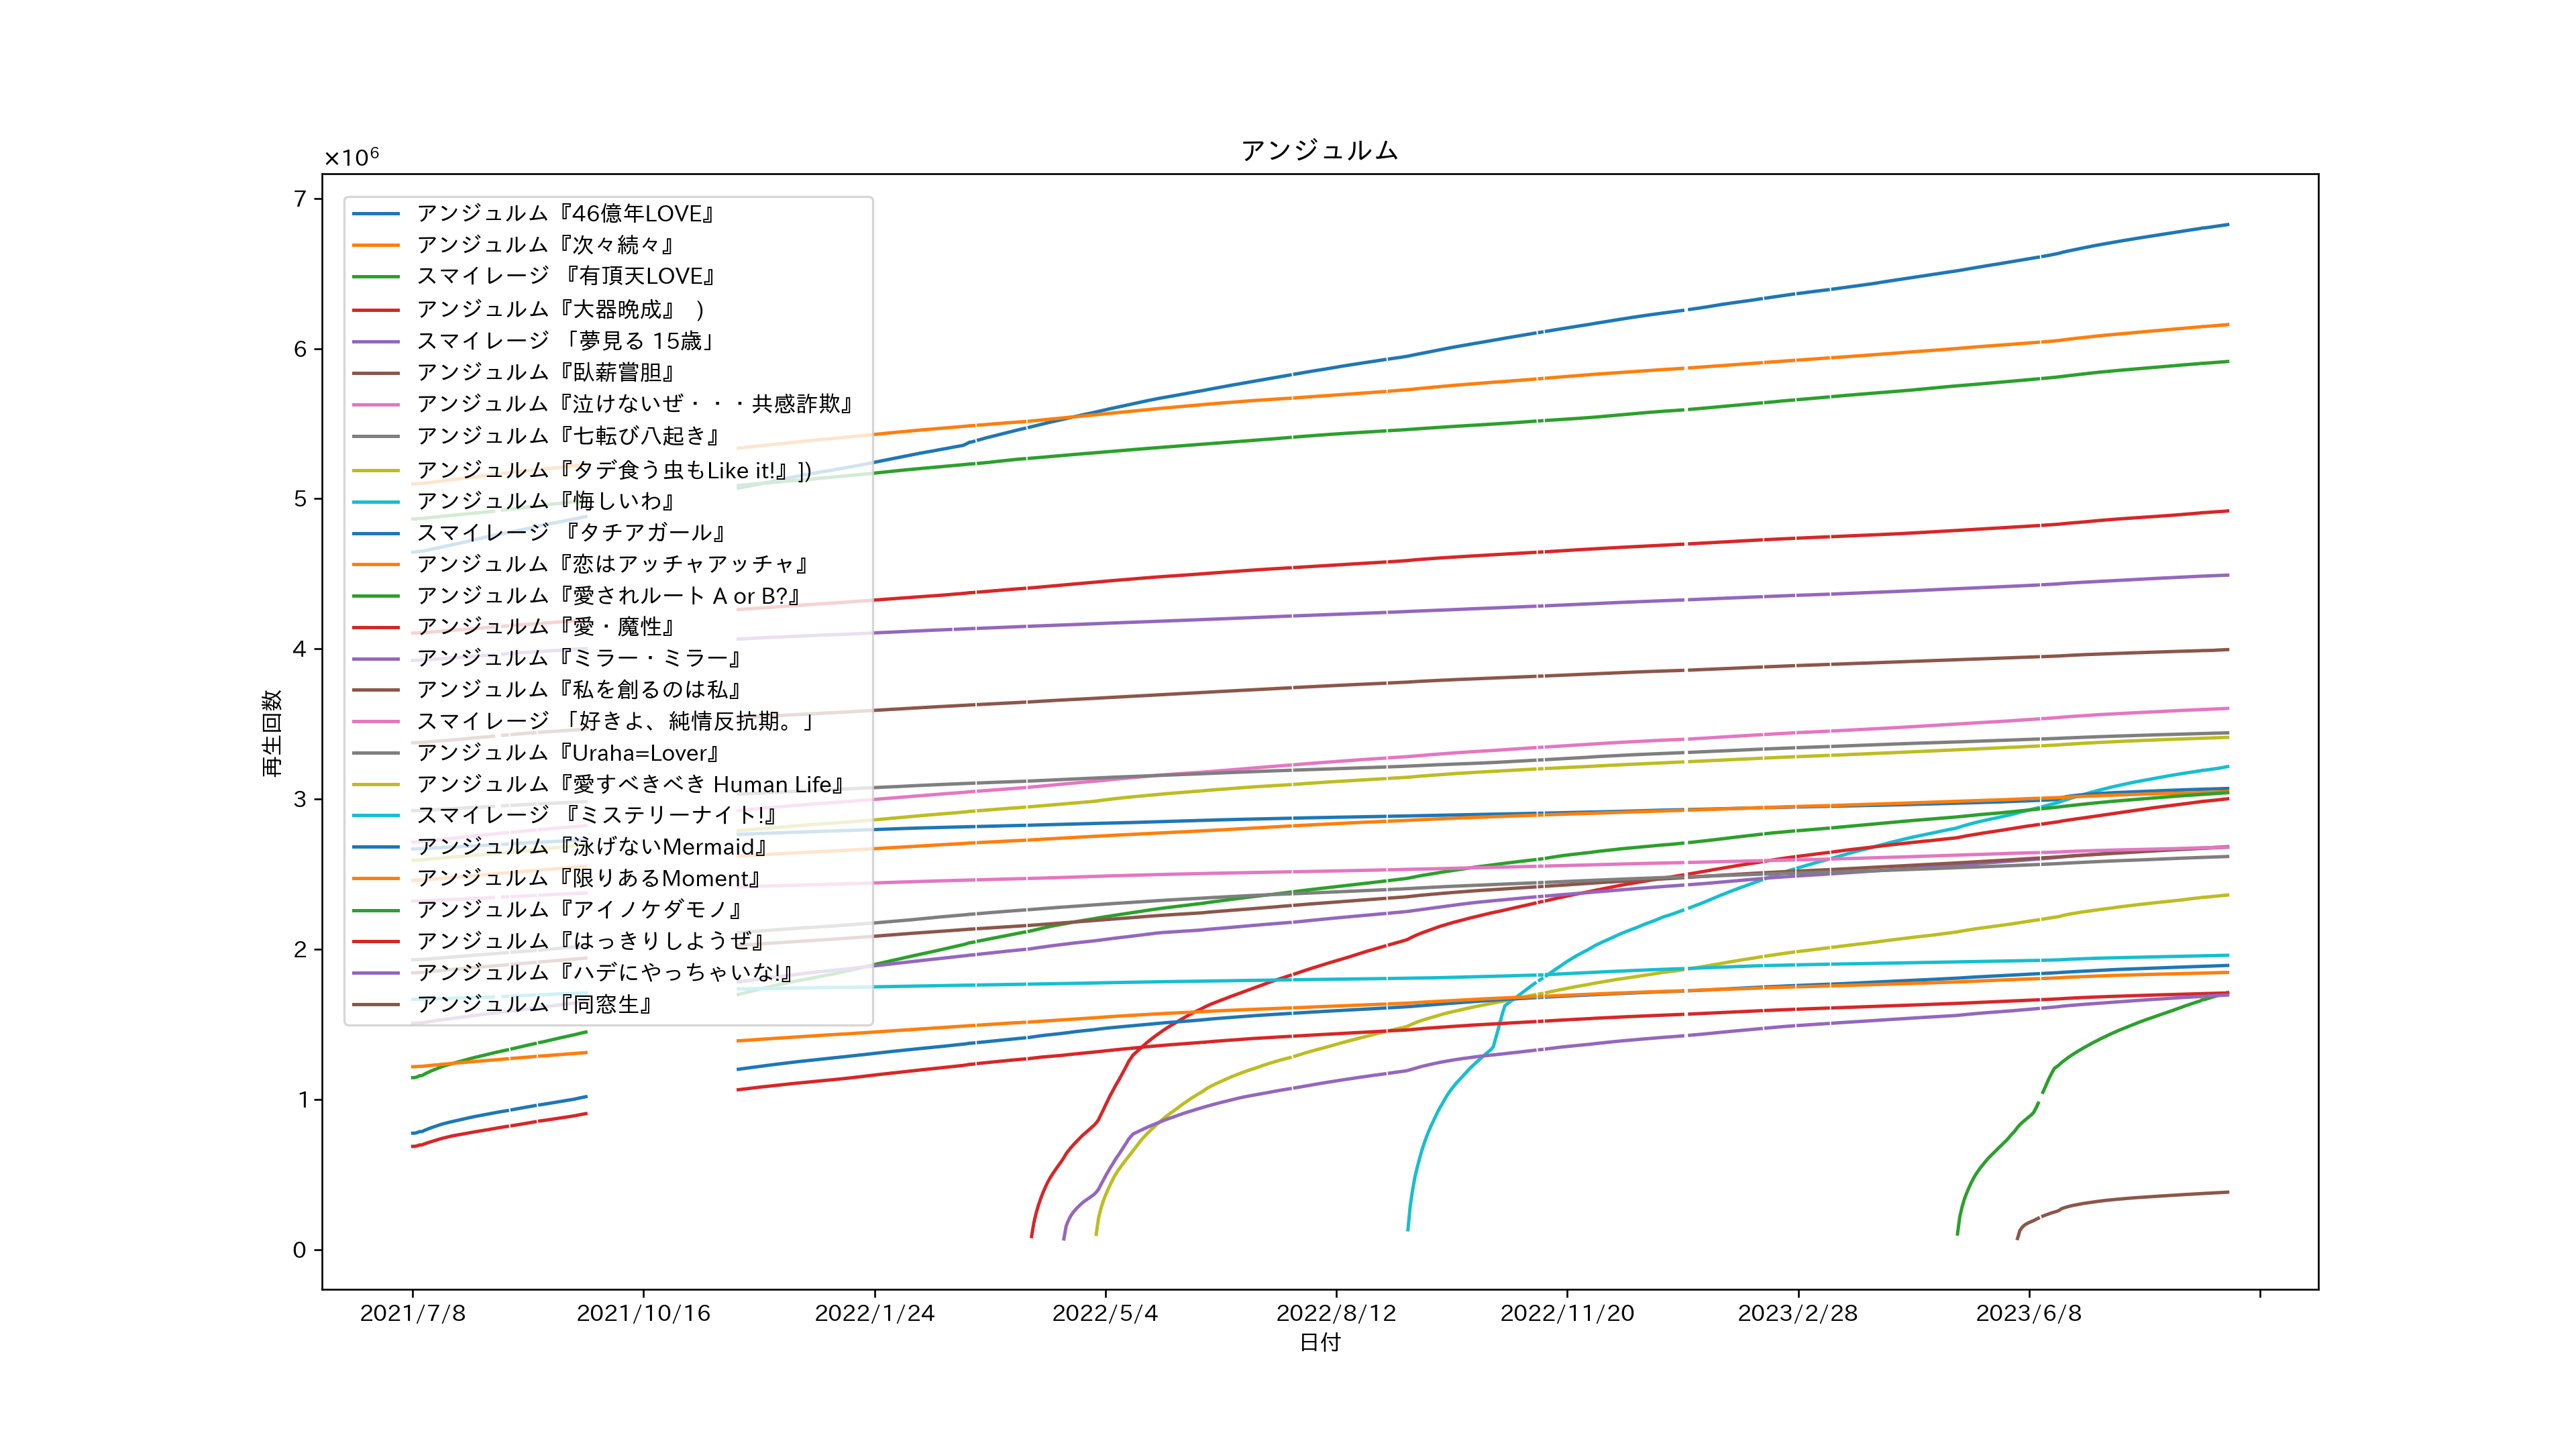 アンジュルム
×10⁶
7
6
5
4
3
2
1
0
再生回数
アンジュルム『46億年LOVE』
アンジュルム『次々続々』
スマイレージ 『有頂天LOVE』
アンジュルム『大器晩成』 )
スマイレージ 「夢見る 15歳」
アンジュルム『臥薪嘗胆』
アンジュルム『泣けないぜ・・・共感詐欺』
アンジュルム『七転び八起き』
アンジュルム『タデ食う虫もLike it!』])
アンジュルム『悔しいわ』
スマイレージ 『タチアガール』
アンジュルム『恋はアッチャアッチャ』
アンジュルム『愛されルート A or B?』
アンジュルム『愛・魔性』
アンジュルム『ミラー・ミラー』
アンジュルム『私を創るのは私』
スマイレージ 「好きよ、純情反抗期。」
アンジュルム『Uraha=Lover』
アンジュルム『愛すべきべき Human Life』
スマイレージ 『ミステリーナイト!』
アンジュルム『泳げないMermaid』
アンジュルム『限りあるMoment』
アンジュルム『アイノケダモノ』
アンジュルム『はっきりしようぜ』
アンジュルム『ハデにやっちゃいな!』
アンジュルム『同窓生』
2021/7/8 2021/10/16 2022/1/24 2022/5/4 2022/8/12 2022/11/20 2023/2/28 2023/6/8
日付